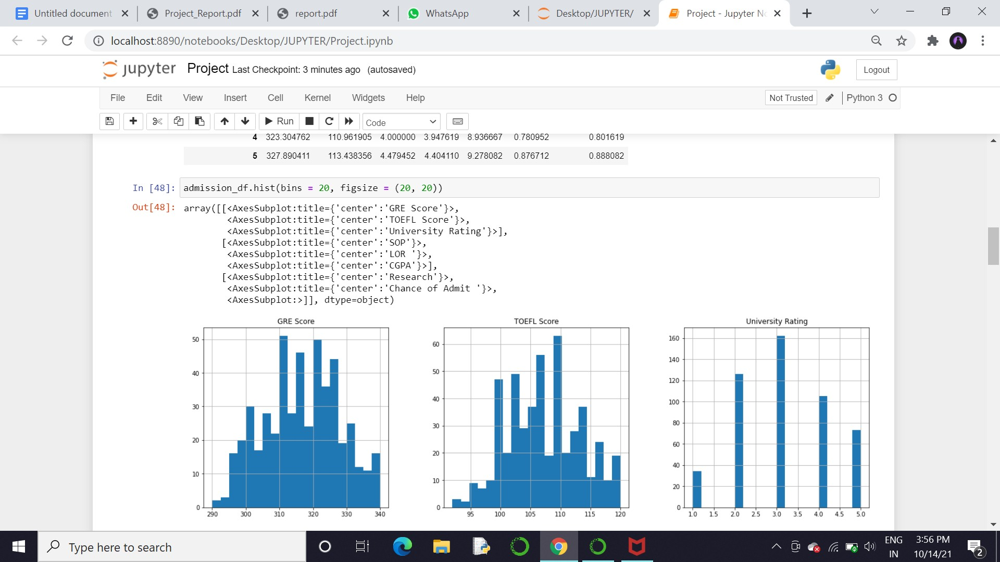 Untitled document
Project_Report.pdf
report.pdf
WhatsApp
Desktop/JUPYTER/
Project - Jupyter No
localhost:8890/notebooks/Desktop/JUPYTER/Project.ipynb
jupyter Project Last Checkpoint: 3 minutes ago (autosaved)
Logout
File Edit View Insert Cell Kernel Widgets Help
Not Trusted
Python 3
Run
Code
4 323.304762 110.961905 4.000000 3.947619 8.936667 0.780952 0.801619
5 327.890411 113.438356 4.479452 4.404110 9.278082 0.876712 0.888082
In [48]: admission_df.hist(bins = 20, figsize = (20, 20))
Out[48]: array([[<AxesSubplot:title={'center':'GRE Score'}>,
<AxesSubplot:title={'center':'TOEFL Score'}>,
<AxesSubplot:title={'center':'University Rating'}>],
[<AxesSubplot:title={'center':'SOP'}>,
<AxesSubplot:title={'center':'LOR '}>,
<AxesSubplot:title={'center':'CGPA'}>],
[<AxesSubplot:title={'center':'Research'}>,
<AxesSubplot:title={'center':'Chance of Admit '}>,
<AxesSubplot:>]], dtype=object)
GRE Score
50
40
30
20
10
0
290 300 310 320 330 340
TOEFL Score
60
50
40
30
20
10
0
95 100 105 110 115 120
University Rating
160
140
120
100
80
60
40
20
0
1.0 1.5 2.0 2.5 3.0 3.5 4.0 4.5 5.0
Type here to search
ENG
IN
3:56 PM
10/14/21
2